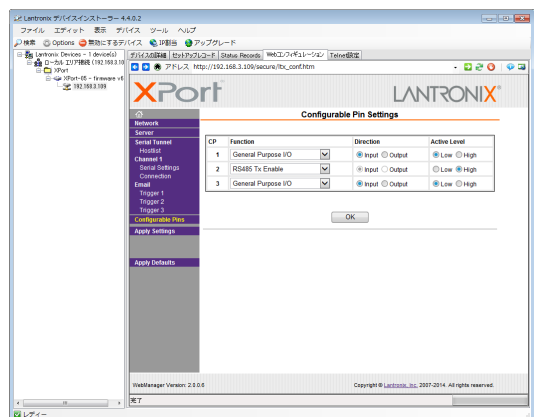 Lantronix デバイスインストーラー 4.4.0.2
ファイル エディット 表示 デバイス ツール ヘルプ
検索 Options 無効にするデバイス IP割当 アップグレード
Lantronix Devices - 1 device(s)
ローカル エリア接続 (192.168.3.10
XPort
XPort-05 - firmware v6
192.168.3.109
デバイスの詳細 セットアップレコード Status Records Webコンフィギュレーション Telnet設定
アドレス http://192.168.3.109/secure/ltx_conf.htm
XPort
LANTRONIX
Network
Server
Serial Tunnel
Hostlist
Channel 1
Serial Settings
Connection
Email
Trigger 1
Trigger 2
Trigger 3
Configurable Pins
Apply Settings
Apply Defaults
Configurable Pin Settings
CP Function Direction Active Level
1 General Purpose I/O Input Output Low High
2 RS485 Tx Enable Input Output Low High
3 General Purpose I/O Input Output Low High
OK
WebManager Version: 2.0.0.6
Copyright © Lantronix, Inc. 2007-2014. All rights reserved.
完了
レディー